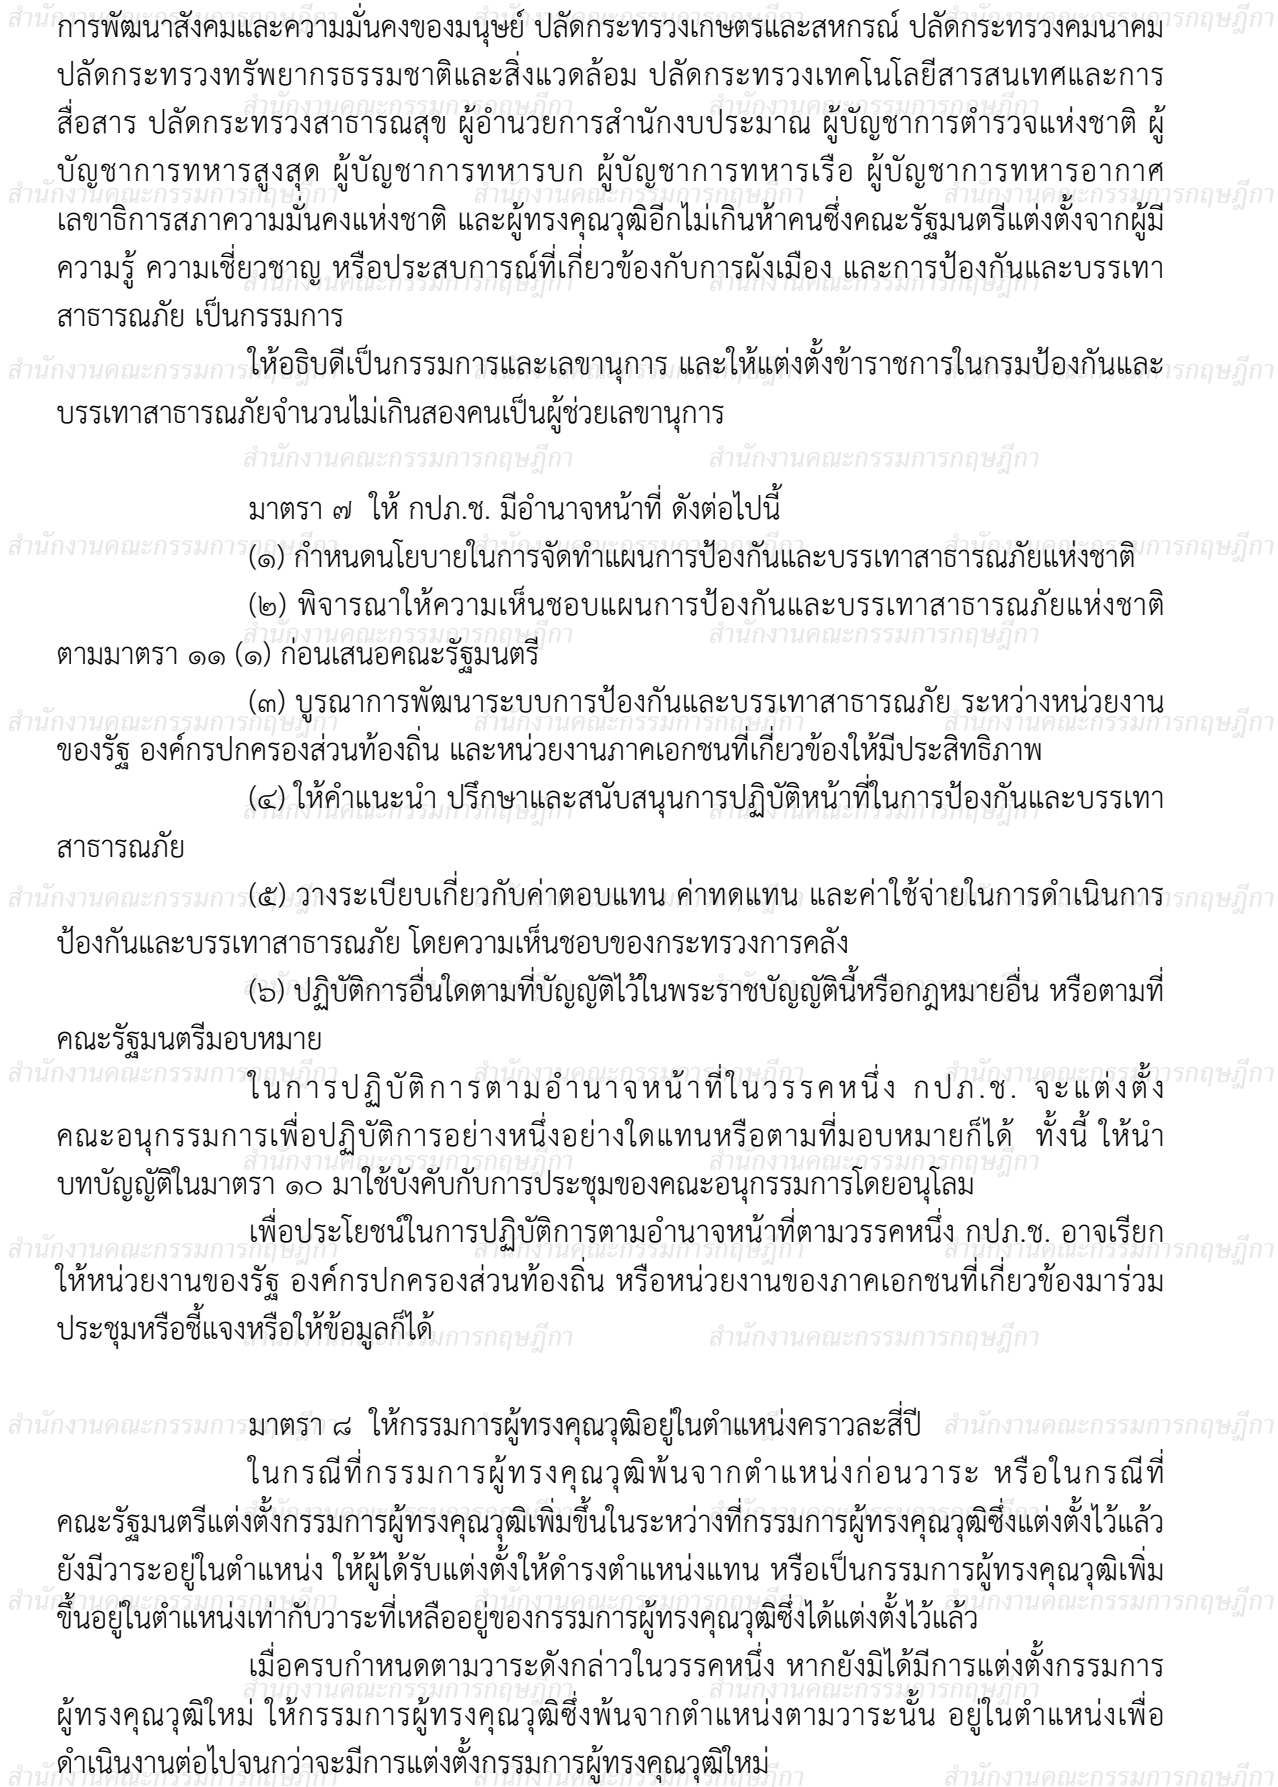 การพัฒนาสังคมและความมั่นคงของมนุษย์ ปลัดกระทรวงเกษตรและสหกรณ์ ปลัดกระทรวงคมนาคม
ปลัดกระทรวงทรัพยากรธรรมชาติและสิ่งแวดล้อม ปลัดกระทรวงเทคโนโลยีสารสนเทศและการ
สื่อสาร ปลัดกระทรวงสาธารณสุข ผู้อำนวยการสำนักงบประมาณ ผู้บัญชาการตำรวจแห่งชาติ ผู้
บัญชาการทหารสูงสุด ผู้บัญชาการทหารบก ผู้บัญชาการทหารเรือ ผู้บัญชาการทหารอากาศ
เลขาธิการสภาความมั่นคงแห่งชาติ และผู้ทรงคุณวุฒิอีกไม่เกินห้าคนซึ่งคณะรัฐมนตรีแต่งตั้งจากผู้มี
ความรู้ ความเชี่ยวชาญ หรือประสบการณ์ที่เกี่ยวข้องกับการผังเมือง และการป้องกันและบรรเทา
สาธารณภัย เป็นกรรมการ
ให้อธิบดีเป็นกรรมการและเลขานุการ และให้แต่งตั้งข้าราชการในกรมป้องกันและ
บรรเทาสาธารณภัยจำนวนไม่เกินสองคนเป็นผู้ช่วยเลขานุการ
มาตรา ๗ ให้ กปภ.ช. มีอำนาจหน้าที่ ดังต่อไปนี้
(๑) กำหนดนโยบายในการจัดทำแผนการป้องกันและบรรเทาสาธารณภัยแห่งชาติ
(๒) พิจารณาให้ความเห็นชอบแผนการป้องกันและบรรเทาสาธารณภัยแห่งชาติ
ตามมาตรา ๑๑ (๑) ก่อนเสนอคณะรัฐมนตรี
(๓) บูรณาการพัฒนาระบบการป้องกันและบรรเทาสาธารณภัย ระหว่างหน่วยงาน
ของรัฐ องค์กรปกครองส่วนท้องถิ่น และหน่วยงานภาคเอกชนที่เกี่ยวข้องให้มีประสิทธิภาพ
(๔) ให้คำแนะนำ ปรึกษาและสนับสนุนการปฏิบัติหน้าที่ในการป้องกันและบรรเทา
สาธารณภัย
(๕) วางระเบียบเกี่ยวกับค่าตอบแทน ค่าทดแทน และค่าใช้จ่ายในการดำเนินการ
ป้องกันและบรรเทาสาธารณภัย โดยความเห็นชอบของกระทรวงการคลัง
(๖) ปฏิบัติการอื่นใดตามที่บัญญัติไว้ในพระราชบัญญัตินี้หรือกฎหมายอื่น หรือตามที่
คณะรัฐมนตรีมอบหมาย
ในการปฏิบัติการตามอำนาจหน้าที่ในวรรคหนึ่ง กปภ.ช. จะแต่งตั้ง
คณะอนุกรรมการเพื่อปฏิบัติการอย่างหนึ่งอย่างใดแทนหรือตามที่มอบหมายก็ได้ ทั้งนี้ ให้นำ
บทบัญญัติในมาตรา ๑๐ มาใช้บังคับกับการประชุมของคณะอนุกรรมการโดยอนุโลม
เพื่อประโยชน์ในการปฏิบัติการตามอำนาจหน้าที่ตามวรรคหนึ่ง กปภ.ช. อาจเรียก
ให้หน่วยงานของรัฐ องค์กรปกครองส่วนท้องถิ่น หรือหน่วยงานของภาคเอกชนที่เกี่ยวข้องมาร่วม
ประชุมหรือชี้แจงหรือให้ข้อมูลก็ได้
มาตรา ๘ ให้กรรมการผู้ทรงคุณวุฒิอยู่ในตำแหน่งคราวละสี่ปี
ในกรณีที่กรรมการผู้ทรงคุณวุฒิพ้นจากตำแหน่งก่อนวาระ หรือในกรณีที่
คณะรัฐมนตรีแต่งตั้งกรรมการผู้ทรงคุณวุฒิเพิ่มขึ้นในระหว่างที่กรรมการผู้ทรงคุณวุฒิซึ่งแต่งตั้งไว้แล้ว
ยังมีวาระอยู่ในตำแหน่ง ให้ผู้ได้รับแต่งตั้งให้ดำรงตำแหน่งแทน หรือเป็นกรรมการผู้ทรงคุณวุฒิเพิ่ม
ขึ้นอยู่ในตำแหน่งเท่ากับวาระที่เหลืออยู่ของกรรมการผู้ทรงคุณวุฒิซึ่งได้แต่งตั้งไว้แล้ว
เมื่อครบกำหนดตามวาระดังกล่าวในวรรคหนึ่ง หากยังมิได้มีการแต่งตั้งกรรมการ
ผู้ทรงคุณวุฒิใหม่ ให้กรรมการผู้ทรงคุณวุฒิซึ่งพ้นจากตำแหน่งตามวาระนั้น อยู่ในตำแหน่งเพื่อ
ดำเนินงานต่อไปจนกว่าจะมีการแต่งตั้งกรรมการผู้ทรงคุณวุฒิใหม่